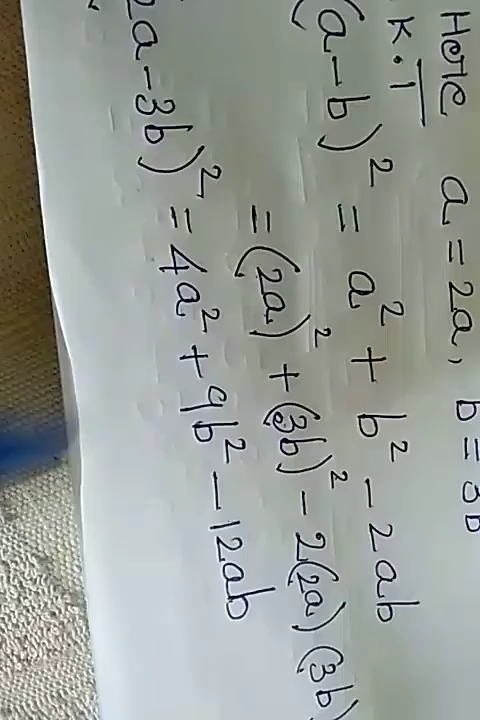 Here a = 2a, b = 3b
K.T
(a-b)² = a² + b² - 2ab
= (2a)² + (3b)² - 2(2a)(3b)
2a-3b)² = 4a² + 9b² - 12ab